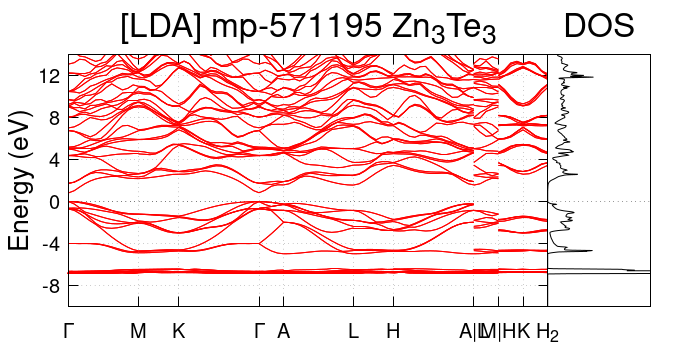 [LDA] mp-571195 Zn₃Te₃ DOS
Energy (eV)
12
8
4
0
-4
-8
Γ M K Γ A L H A|L M|H K H₂